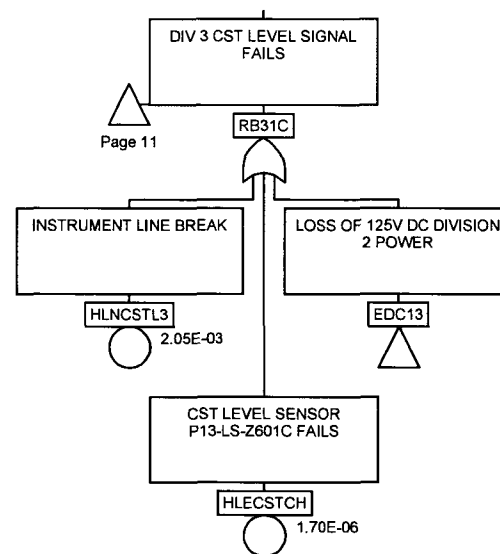 DIV 3 CST LEVEL SIGNAL
FAILS
Page 11
RB31C
INSTRUMENT LINE BREAK
LOSS OF 125V DC DIVISION
2 POWER
HLNCSTL3
2.05E-03
EDC13
CST LEVEL SENSOR
P13-LS-Z601C FAILS
HLECSTCH
1.70E-06